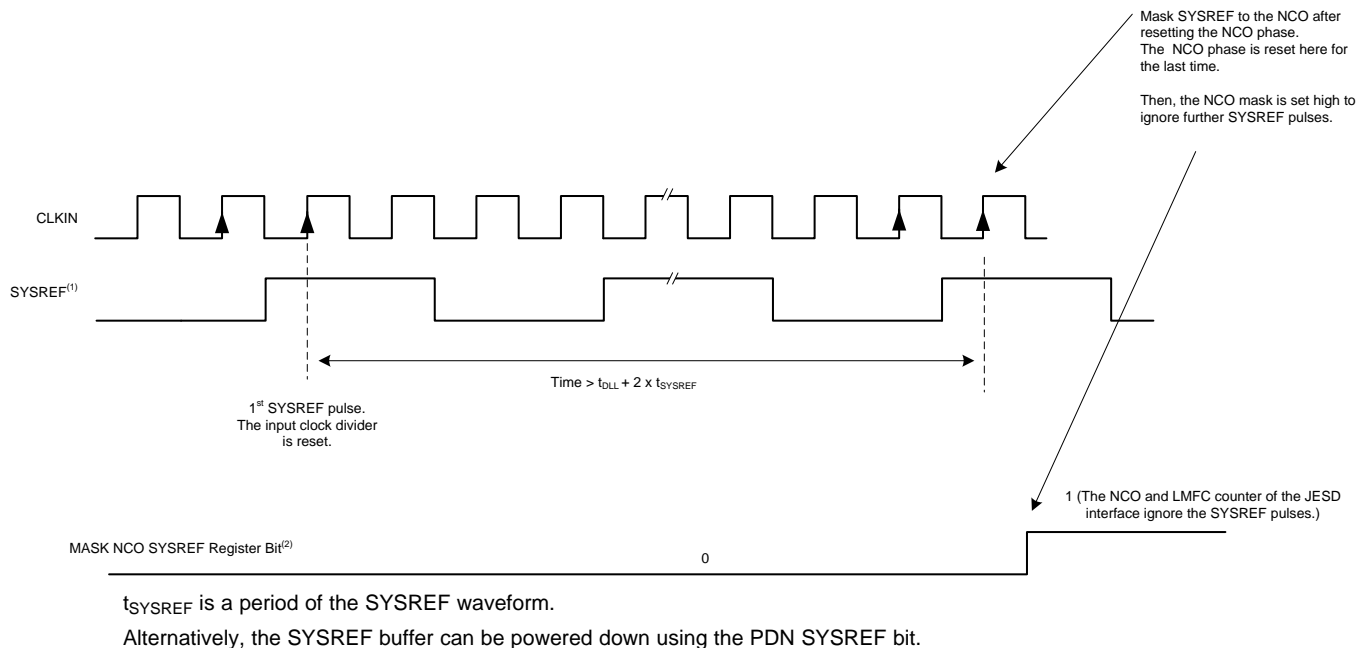 Mask SYSREF to the NCO after
resetting the NCO phase.
The NCO phase is reset here for
the last time.
Then, the NCO mask is set high to
ignore further SYSREF pulses.
CLKIN
SYSREF(1)
Time > tDLL + 2 x tSYSREF
1st SYSREF pulse.
The input clock divider
is reset.
1 (The NCO and LMFC counter of the JESD
interface ignore the SYSREF pulses.)
MASK NCO SYSREF Register Bit(2)
0
tSYSREF is a period of the SYSREF waveform.
Alternatively, the SYSREF buffer can be powered down using the PDN SYSREF bit.